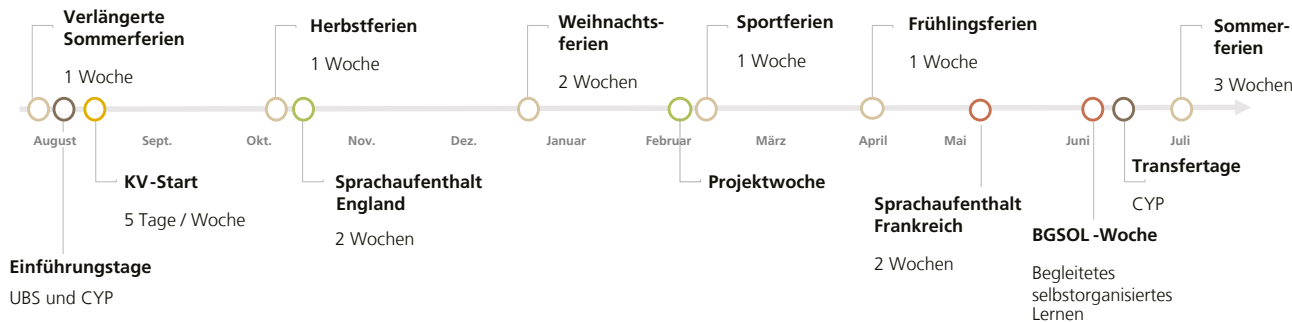 Verlängerte
Sommerferien
1 Woche
Herbstferien
1 Woche
Weihnachts-
ferien
2 Wochen
Sportferien
1 Woche
Frühlingsferien
1 Woche
Sommer-
ferien
3 Wochen
August Sept. Okt. Nov. Dez. Januar Februar März April Mai Juni Juli
Einführungstage
UBS und CYP
KV-Start
5 Tage / Woche
Sprachaufenthalt
England
2 Wochen
Projektwoche
Sprachaufenthalt
Frankreich
2 Wochen
BGSOL-Woche
Begleitetes
selbstorganisiertes
Lernen
Transfertage
CYP